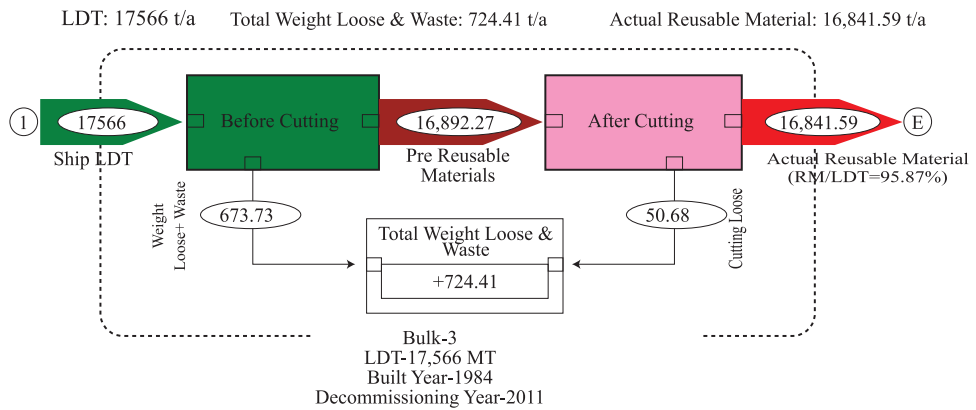 LDT: 17566 t/a
Total Weight Loose & Waste: 724.41 t/a
Actual Reusable Material: 16,841.59 t/a
1
17566
Ship LDT
Before Cutting
16,892.27
Pre Reusable
Materials
After Cutting
16,841.59
E
Actual Reusable Material
(RM/LDT=95.87%)
Weight
Loose+ Waste
673.73
50.68
Cutting Loose
Total Weight Loose &
Waste
+724.41
Bulk-3
LDT-17,566 MT
Built Year-1984
Decommissioning Year-2011